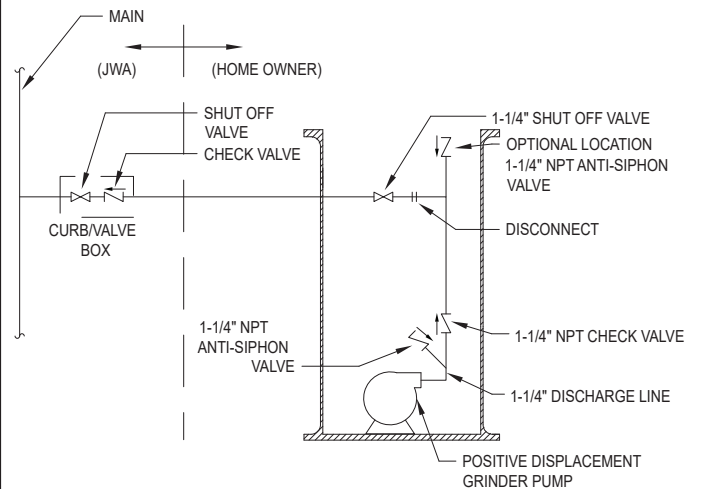 MAIN
(JWA)
(HOME OWNER)
SHUT OFF
VALVE
CHECK VALVE
CURB/VALVE
BOX
1-1/4" SHUT OFF VALVE
OPTIONAL LOCATION
1-1/4" NPT ANTI-SIPHON
VALVE
DISCONNECT
1-1/4" NPT
ANTI-SIPHON
VALVE
1-1/4" NPT CHECK VALVE
1-1/4" DISCHARGE LINE
POSITIVE DISPLACEMENT
GRINDER PUMP